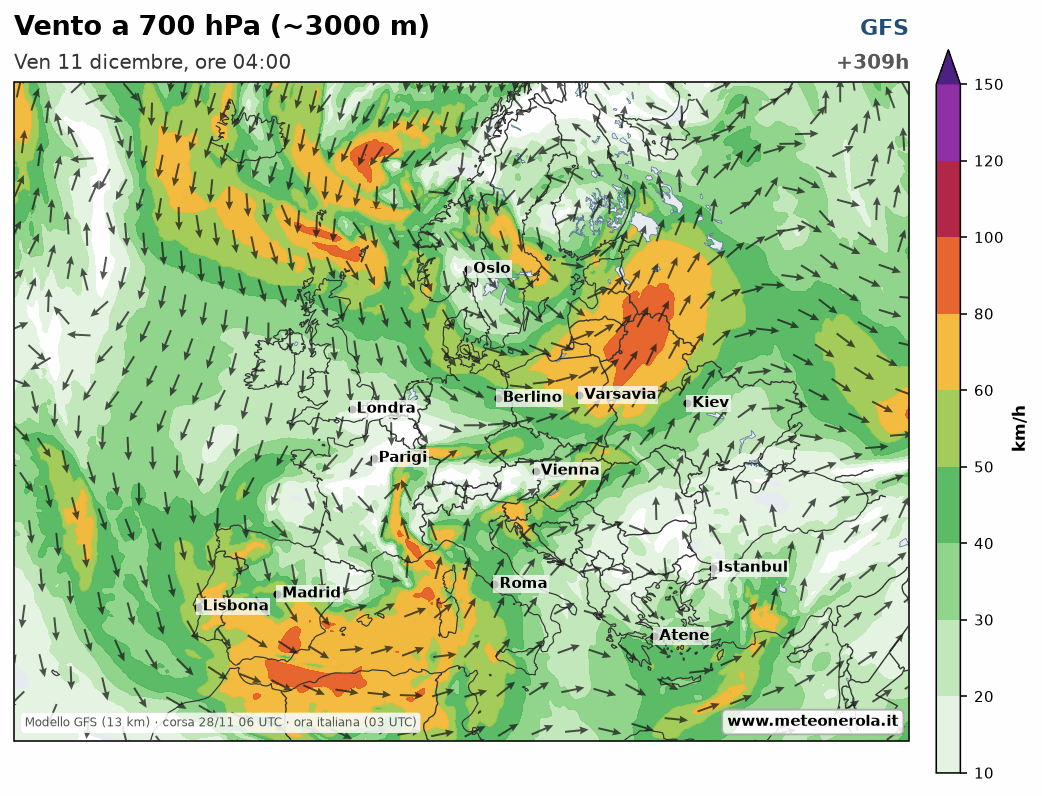 Vento a 700 hPa (~3000 m)
GFS
Ven 11 dicembre, ore 04:00
+309h
150
120
100
80
60
50
40
30
20
10
km/h
Oslo
Berlino
Varsavia
Kiev
Londra
Parigi
Vienna
Istanbul
Roma
Madrid
Lisbona
Atene
Modello GFS (13 km) · corsa 28/11 06 UTC · ora italiana (03 UTC)
www.meteonerola.it